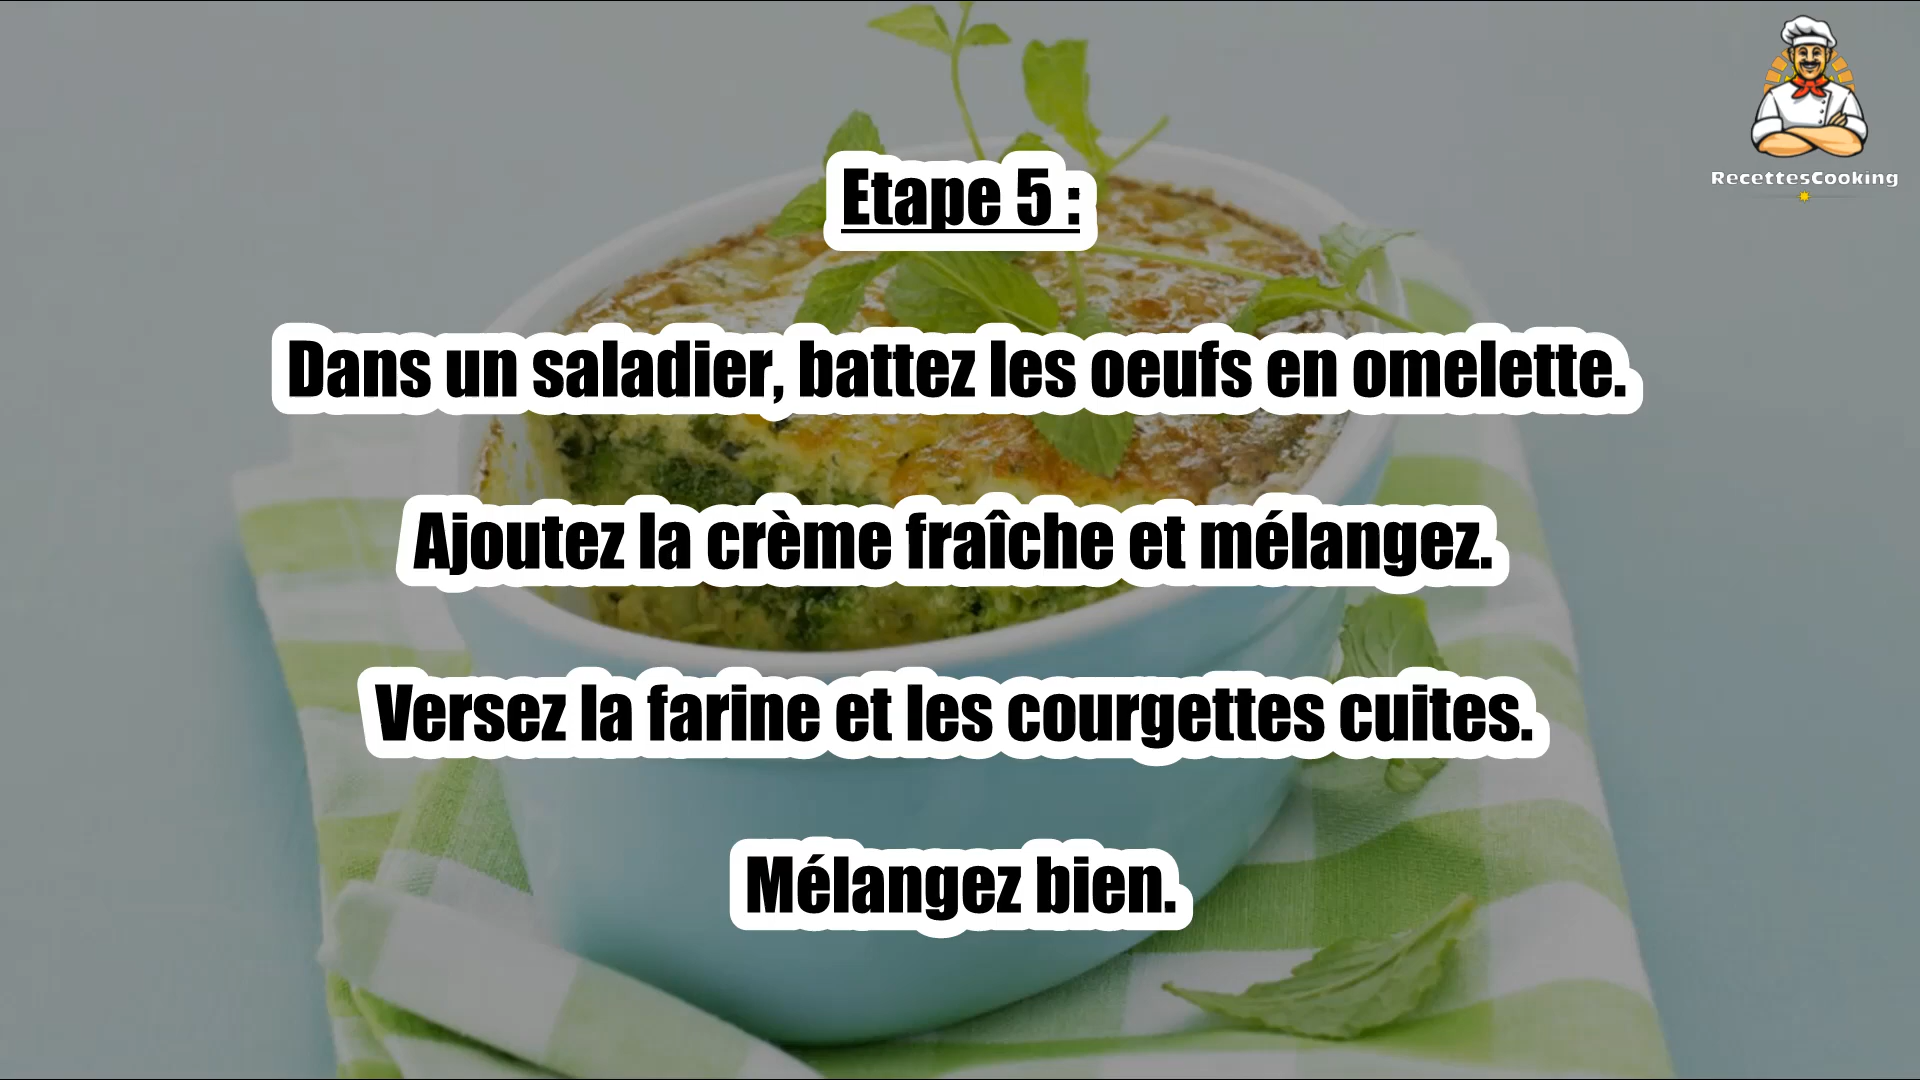 RecettesCooking
Etape 5 :
Dans un saladier, battez les oeufs en omelette.
Ajoutez la crème fraîche et mélangez.
Versez la farine et les courgettes cuites.
Mélangez bien.